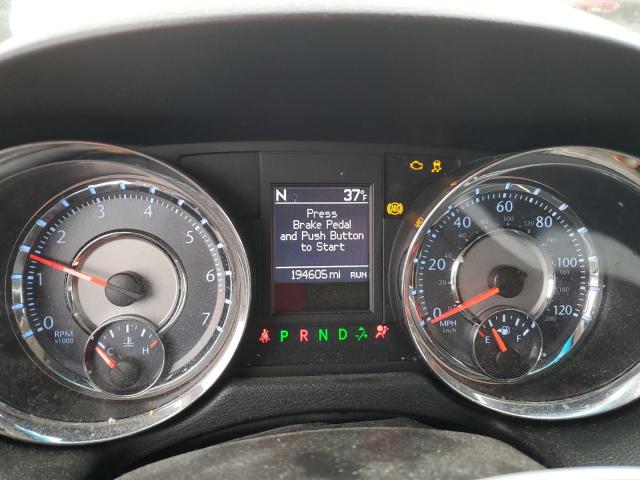 N 37°F
Press
Brake Pedal
and Push Button
to Start
194605 mi RUN
0 1 2 3 4 5 6 7
RPM
x1000
C H
P R N D
0 20 40 60 80 100 120
MPH
km/h
200
E F